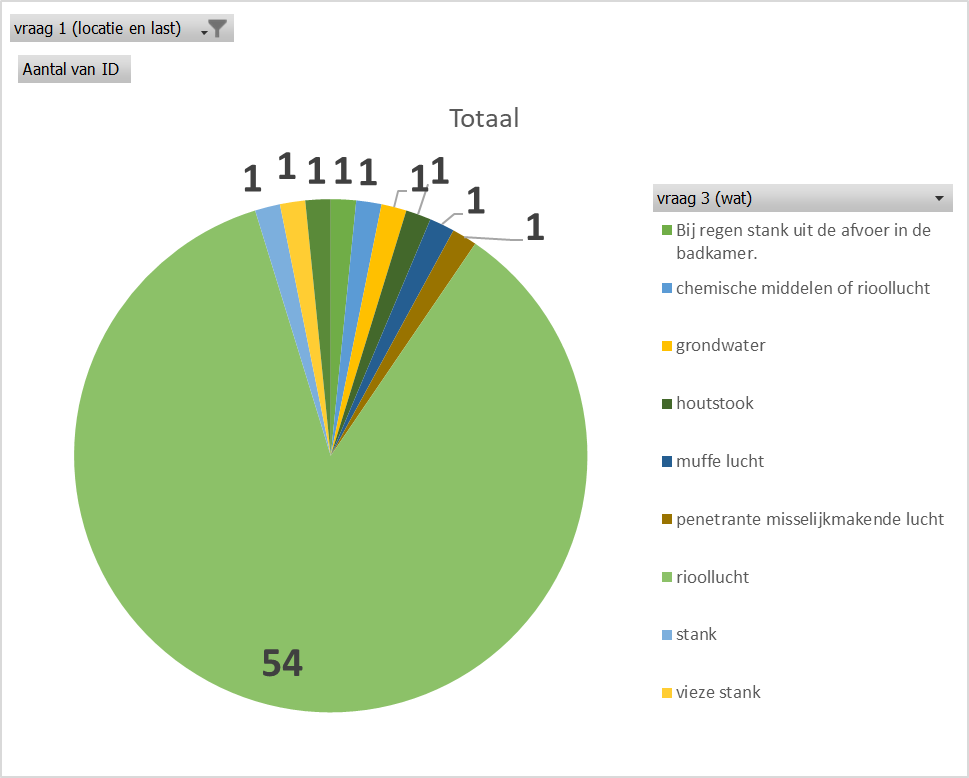 vraag 1 (locatie en last)
Aantal van ID
Totaal
1 1 1 1 1 1 1 1 1
54
vraag 3 (wat)
Bij regen stank uit de afvoer in de
badkamer.
chemische middelen of rioollucht
grondwater
houtstook
muffe lucht
penetrante misselijkmakende lucht
rioollucht
stank
vieze stank